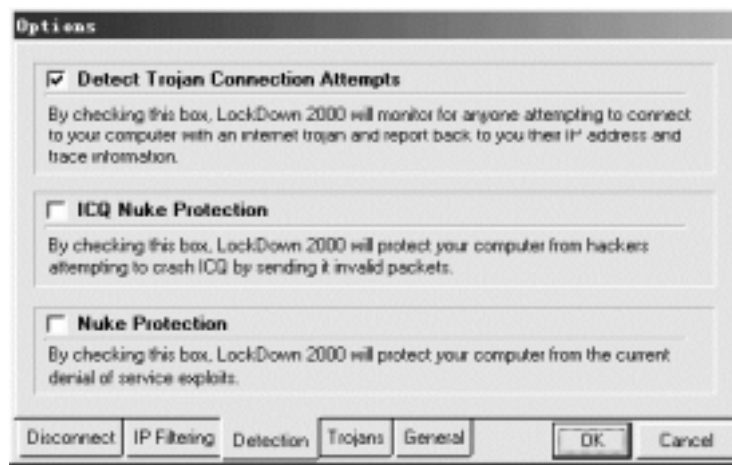 Options
Detect Trojan Connection Attempts
By checking this box, LockDown 2000 will monitor for anyone attempting to connect
to your computer with an internet trojan and report back to you their IP address and
trace information.
ICQ Nuke Protection
By checking this box, LockDown 2000 will protect your computer from hackers
attempting to crash ICQ by sending it invalid packets.
Nuke Protection
By checking this box, LockDown 2000 will protect your computer from the current
denial of service exploits.
Disconnect IP Filtering Detection Trojans General OK Cancel